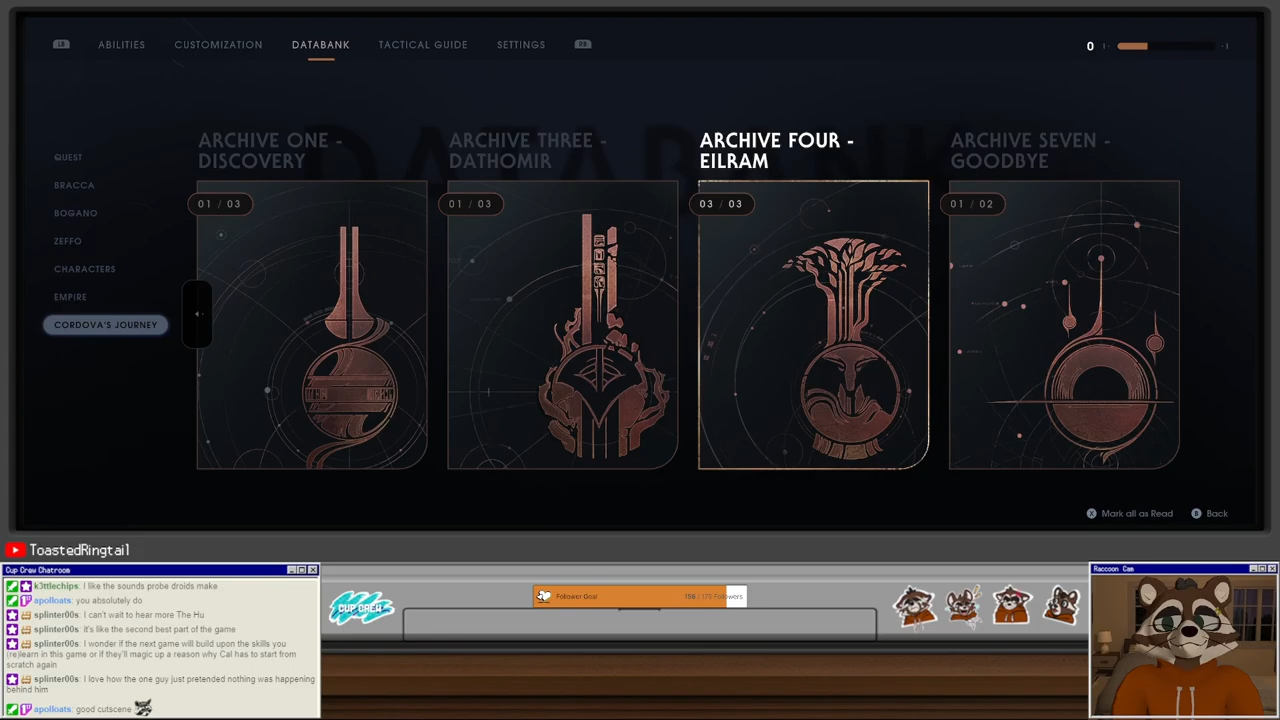 LB ABILITIES CUSTOMIZATION DATABANK TACTICAL GUIDE SETTINGS RB
0
ARCHIVE ONE -
DISCOVERY
ARCHIVE THREE -
DATHOMIR
ARCHIVE FOUR -
EILRAM
ARCHIVE SEVEN -
GOODBYE
01 / 03
01 / 03
03 / 03
01 / 02
QUEST
BRACCA
BOGANO
ZEFFO
CHARACTERS
EMPIRE
CORDOVA'S JOURNEY
X Mark all as Read B Back
ToastedRingtail
Cup Crew Chatroom
k3ttlechips: I like the sounds probe droids make
apolloats: you absolutely do
splinter00s: I can't wait to hear more The Hu
splinter00s: it's like the second best part of the game
splinter00s: I wonder if the next game will build upon the skills you
(re)learn in this game or if they'll magic up a reason why Cal has to start from
scratch again
splinter00s: I love how the one guy just pretended nothing was happening
behind him
apolloats: good cutscene
CUP CREW
Follower Goal 156 / 175 Followers
Raccoon Cam